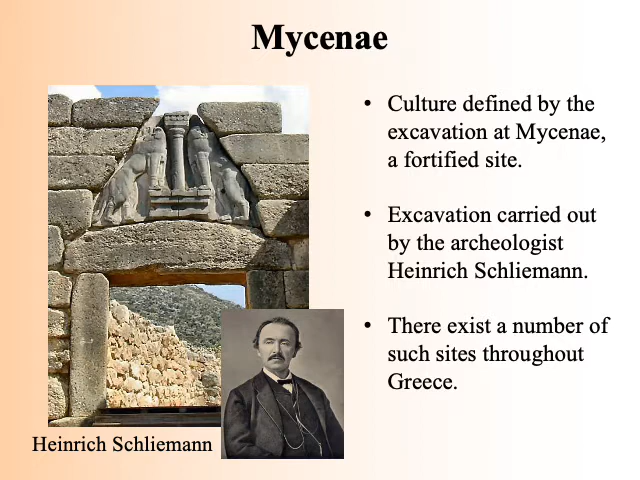 Mycenae
• Culture defined by the
excavation at Mycenae,
a fortified site.
• Excavation carried out
by the archeologist
Heinrich Schliemann.
• There exist a number of
such sites throughout
Greece.
Heinrich Schliemann